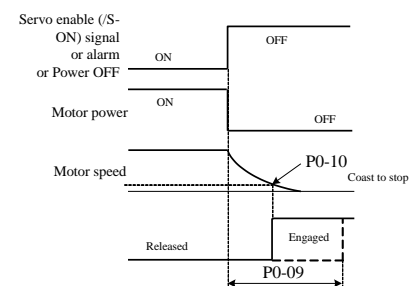 Servo enable (/S-
ON) signal
or alarm
or Power OFF
ON
OFF
Motor power
ON
OFF
Motor speed
P0-10
Coast to stop
Released
Engaged
P0-09